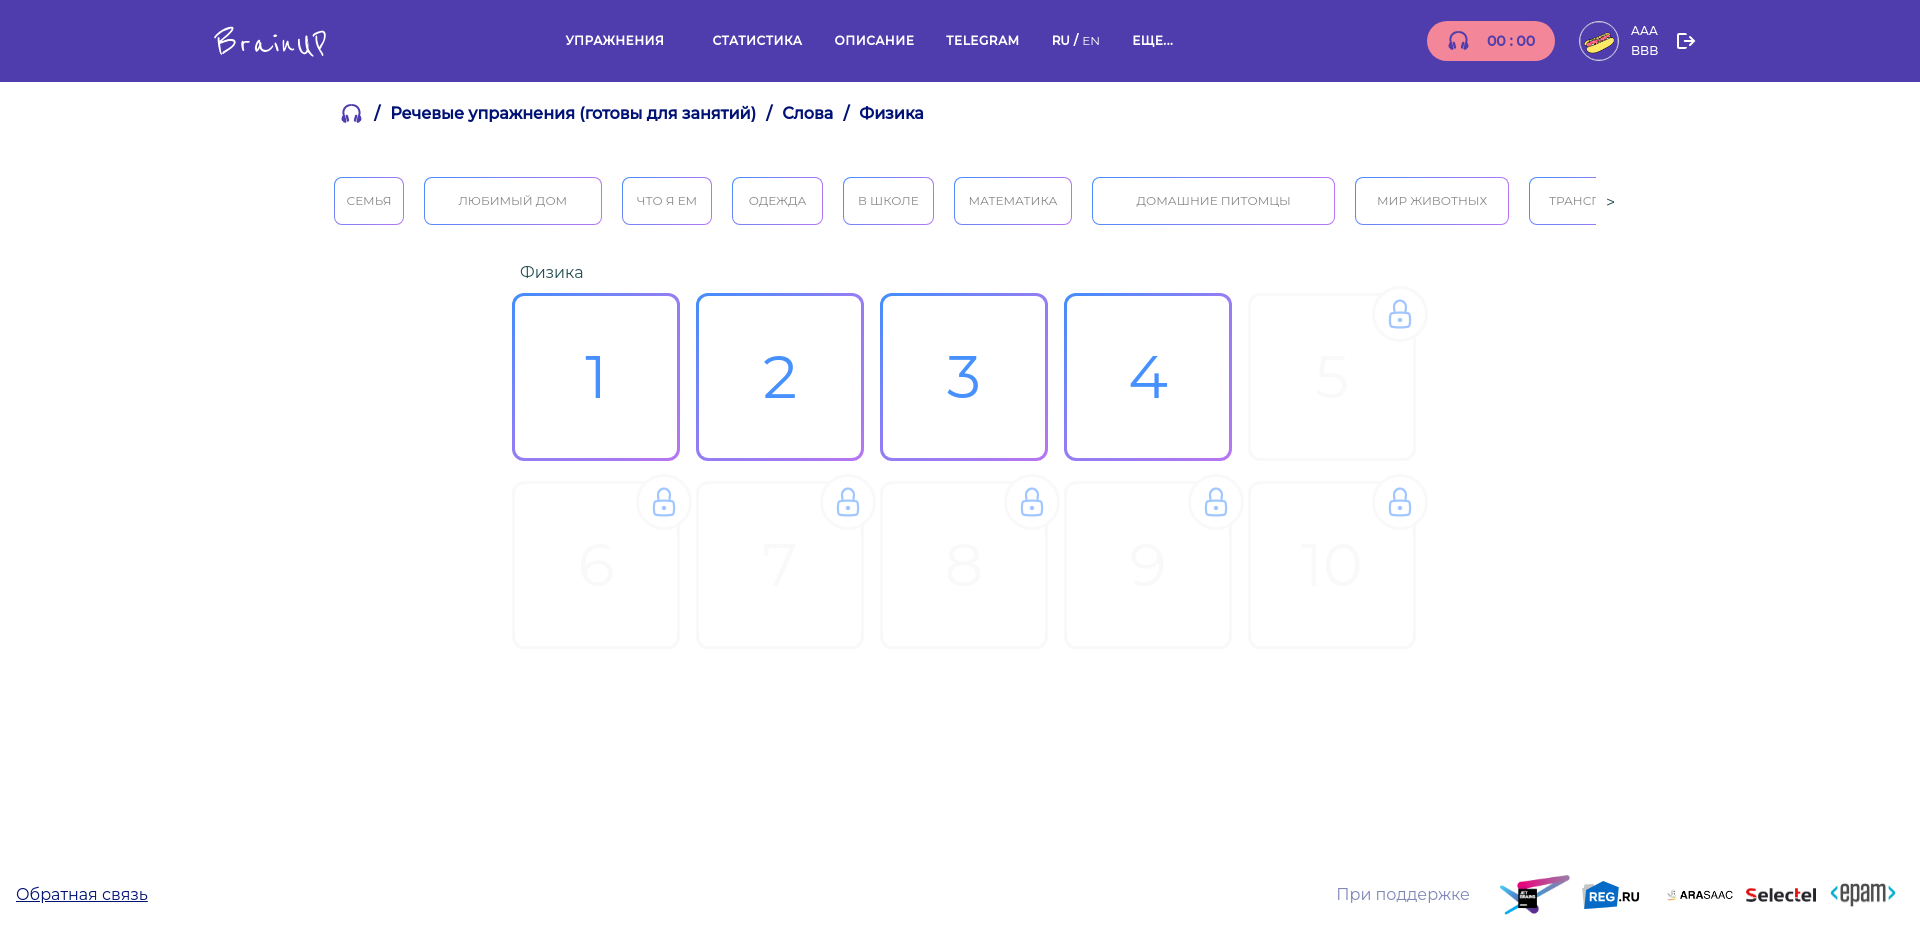 BrainUP
УПРАЖНЕНИЯ СТАТИСТИКА ОПИСАНИЕ TELEGRAM RU / EN ЕЩЕ...
00 : 00
AAA
BBB
/ Речевые упражнения (готовы для занятий) / Слова / Физика
СЕМЬЯ ЛЮБИМЫЙ ДОМ ЧТО Я ЕМ ОДЕЖДА В ШКОЛЕ МАТЕМАТИКА ДОМАШНИЕ ПИТОМЦЫ МИР ЖИВОТНЫХ ТРАНСП >
Физика
1 2 3 4 5
6 7 8 9 10
Обратная связь
При поддержке
JET
BRAINS
REG.RU
ARASAAC
Selectel
<epam>